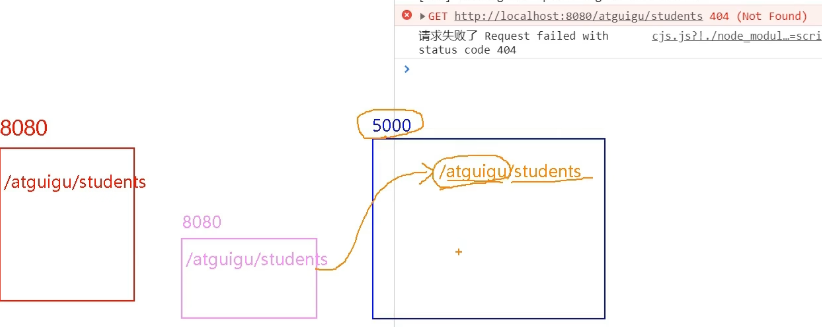 GET http://localhost:8080/atguigu/students 404 (Not Found)
请求失败了 Request failed with cjs.js?!./node_modul…=scri
status code 404
8080
/atguigu/students
8080
/atguigu/students
5000
/atguigu/students